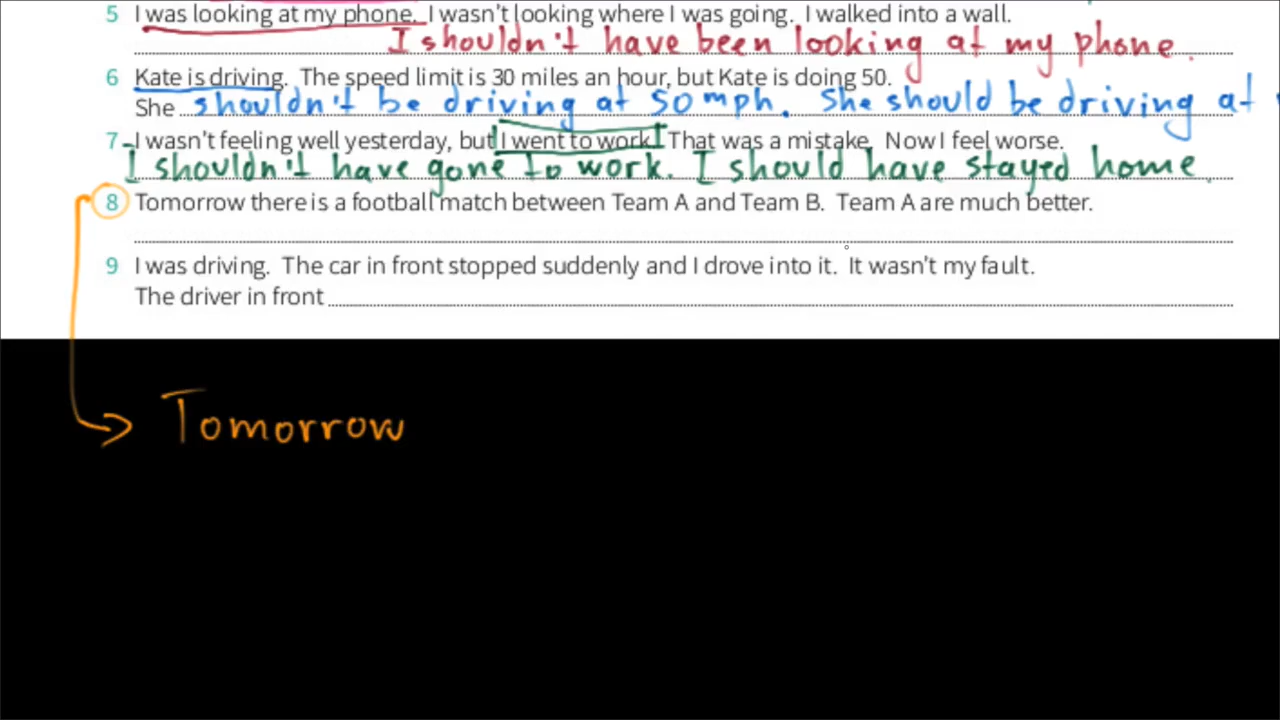 5 I was looking at my phone. I wasn't looking where I was going. I walked into a wall.
I shouldn't have been looking at my phone.
6 Kate is driving. The speed limit is 30 miles an hour, but Kate is doing 50.
She shouldn't be driving at 50 mph. She should be driving at
7 I wasn't feeling well yesterday, but I went to work. That was a mistake. Now I feel worse.
I shouldn't have gone to work. I should have stayed home.
8 Tomorrow there is a football match between Team A and Team B. Team A are much better.
9 I was driving. The car in front stopped suddenly and I drove into it. It wasn't my fault.
The driver in front
Tomorrow